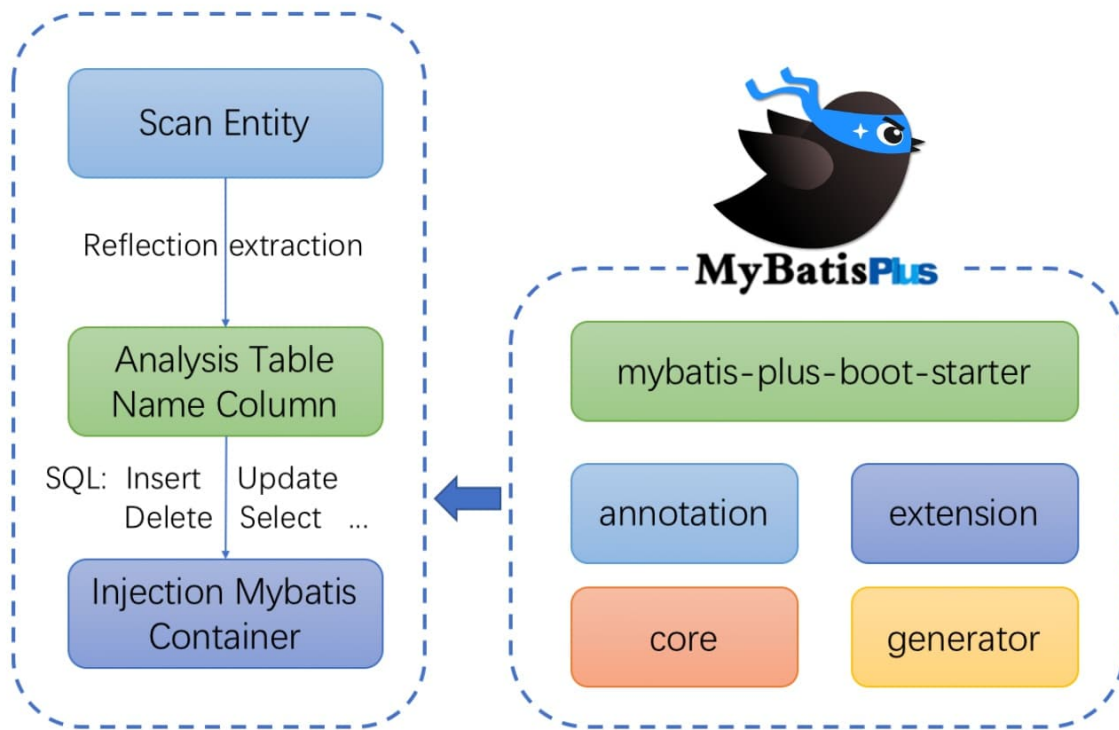 Scan Entity
Reflection extraction
Analysis Table
Name Column
SQL: Insert Update
Delete Select ...
Injection Mybatis
Container
MyBatisPlus
mybatis-plus-boot-starter
annotation
extension
core
generator